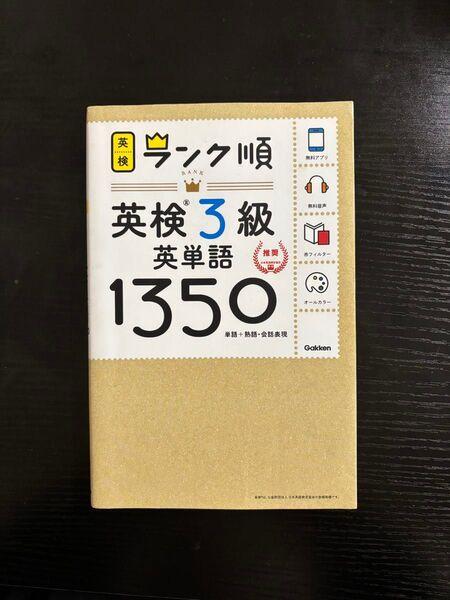 英検
ランク順
RANK
英検®3級
英単語
推奨
1350
単語+熟語・会話表現
無料アプリ
無料音声
赤フィルター
オールカラー
Gakken